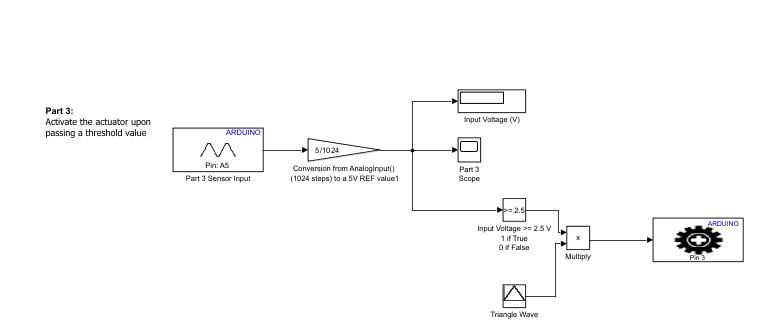 Part 3:
Activate the actuator upon
passing a threshold value
ARDUINO
Pin: A5
Part 3 Sensor Input
5/1024
Conversion from AnalogInput()
(1024 steps) to a 5V REF value1
Input Voltage (V)
Part 3
Scope
>= 2.5
Input Voltage >= 2.5 V
1 if True
0 if False
x
Multiply
Triangle Wave
ARDUINO
Pin 3